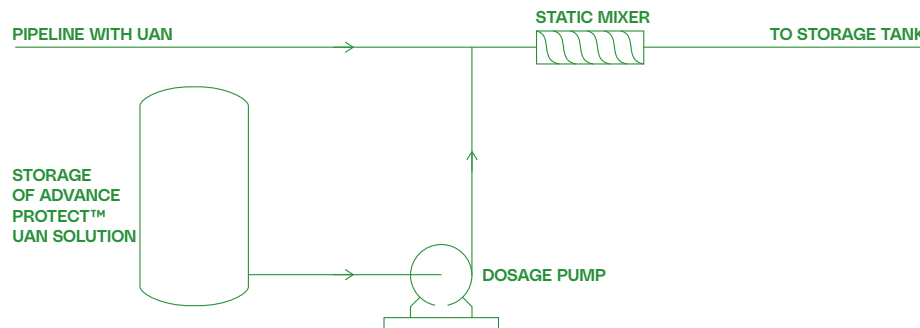 STATIC MIXER
PIPELINE WITH UAN
TO STORAGE TANK
STORAGE
OF ADVANCE
PROTECT™
UAN SOLUTION
DOSAGE PUMP